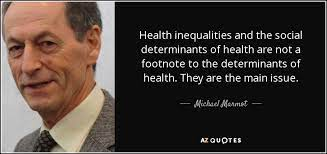 Health inequalities and the social
determinants of health are not a
footnote to the determinants of
health. They are the main issue.
Michael Marmot
AZ QUOTES